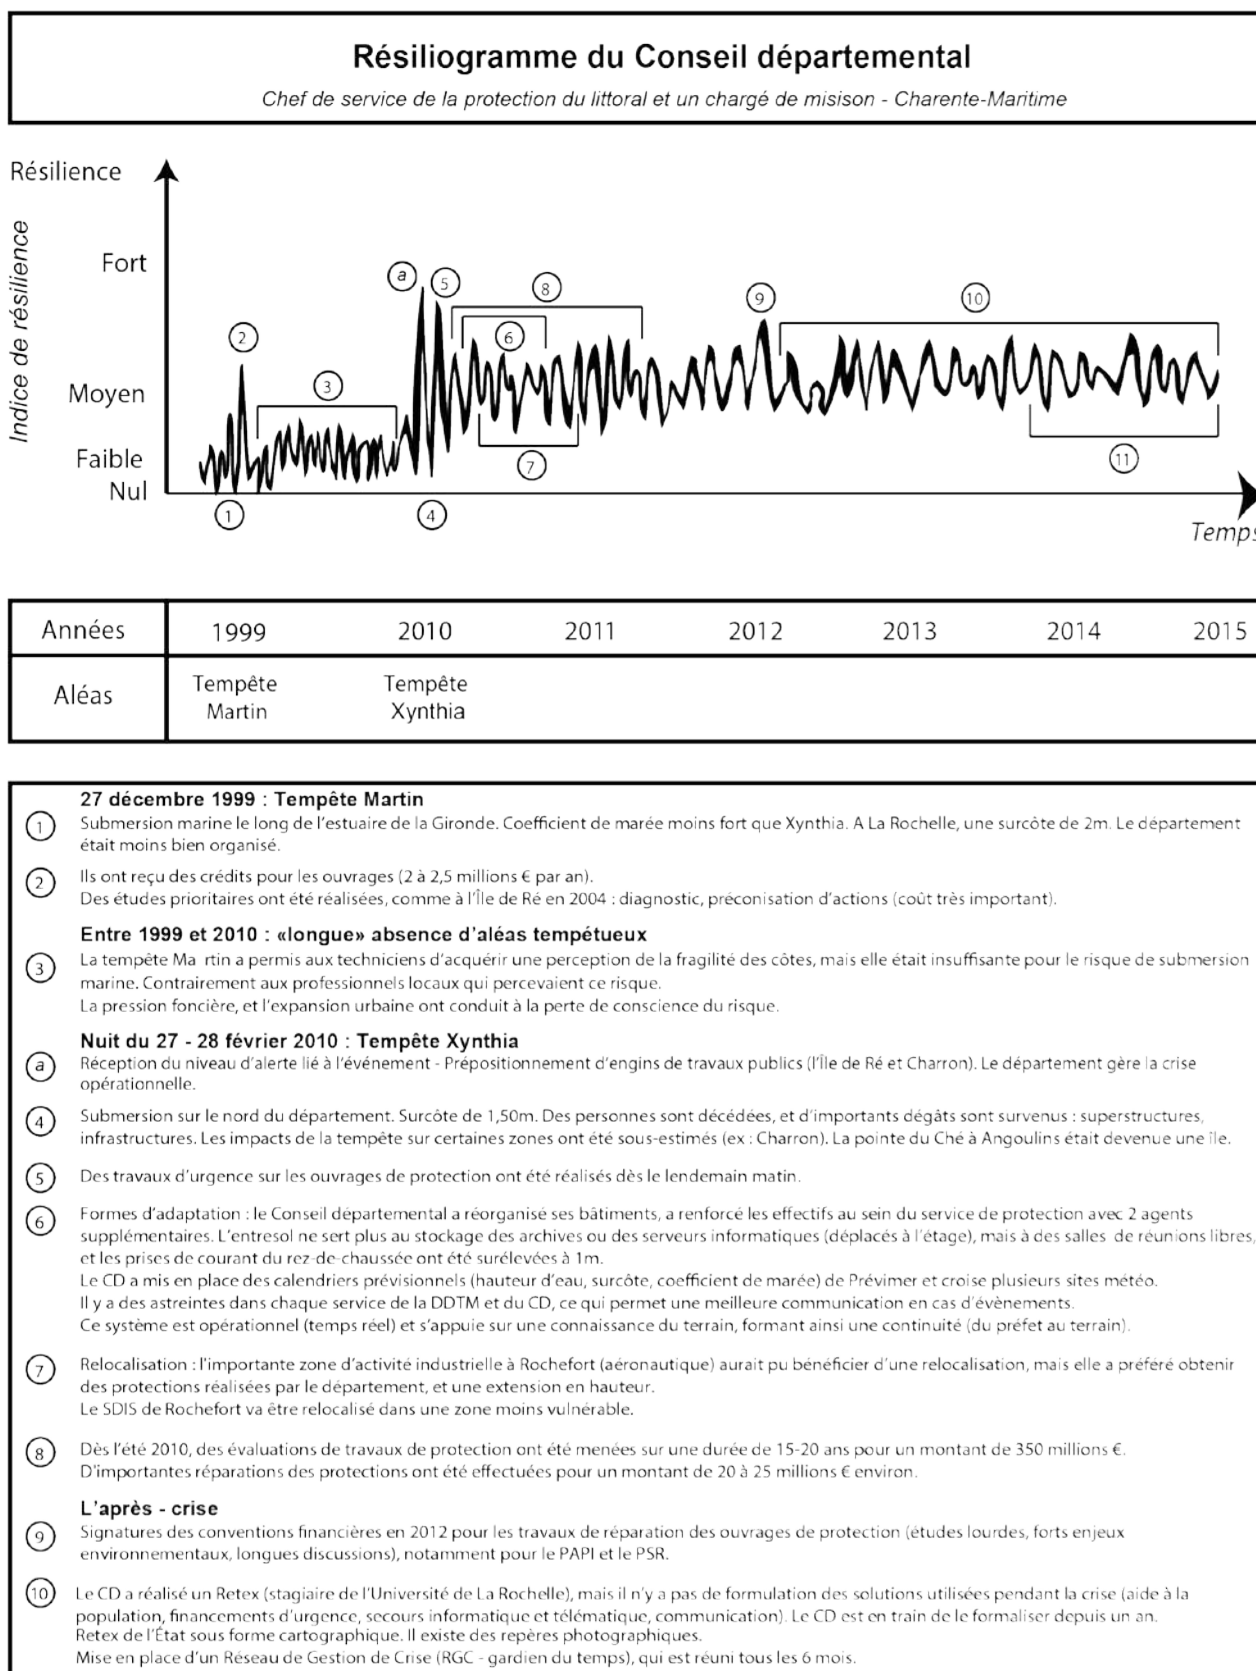 Résiliogramme du Conseil départemental
Chef de service de la protection du littoral et un chargé de misison - Charente-Maritime
Résilience
Indice de résilience
Fort
Moyen
Faible
Nul
a
5
8
9
10
2
6
3
7
11
1
4
Temps
Années 1999 2010 2011 2012 2013 2014 2015
Aléas
Tempête Martin
Tempête Xynthia
27 décembre 1999 : Tempête Martin
1 Submersion marine le long de l'estuaire de la Gironde. Coefficient de marée moins fort que Xynthia. A La Rochelle, une surcôte de 2m. Le département
était moins bien organisé.
2 Ils ont reçu des crédits pour les ouvrages (2 à 2,5 millions € par an).
Des études prioritaires ont été réalisées, comme à l'Île de Ré en 2004 : diagnostic, préconisation d'actions (coût très important).
Entre 1999 et 2010 : «longue» absence d'aléas tempétueux
3 La tempête Ma rtin a permis aux techniciens d'acquérir une perception de la fragilité des côtes, mais elle était insuffisante pour le risque de submersion
marine. Contrairement aux professionnels locaux qui percevaient ce risque.
La pression foncière, et l'expansion urbaine ont conduit à la perte de conscience du risque.
Nuit du 27 - 28 février 2010 : Tempête Xynthia
a Réception du niveau d'alerte lié à l'événement - Prépositionnement d'engins de travaux publics (l'Île de Ré et Charron). Le département gère la crise
opérationnelle.
4 Submersion sur le nord du département. Surcôte de 1,50m. Des personnes sont décédées, et d'importants dégâts sont survenus : superstructures,
infrastructures. Les impacts de la tempête sur certaines zones ont été sous-estimés (ex : Charron). La pointe du Ché à Angoulins était devenue une île.
5 Des travaux d'urgence sur les ouvrages de protection ont été réalisés dès le lendemain matin.
6 Formes d'adaptation : le Conseil départemental a réorganisé ses bâtiments, a renforcé les effectifs au sein du service de protection avec 2 agents
supplémentaires. L'entresol ne sert plus au stockage des archives ou des serveurs informatiques (déplacés à l'étage), mais à des salles de réunions libres,
et les prises de courant du rez-de-chaussée ont été surélevées à 1m.
Le CD a mis en place des calendriers prévisionnels (hauteur d'eau, surcôte, coefficient de marée) de Prévimer et croise plusieurs sites météo.
Il y a des astreintes dans chaque service de la DDTM et du CD, ce qui permet une meilleure communication en cas d'évènements.
Ce système est opérationnel (temps réel) et s'appuie sur une connaissance du terrain, formant ainsi une continuité (du préfet au terrain).
7 Relocalisation : l'importante zone d'activité industrielle à Rochefort (aéronautique) aurait pu bénéficier d'une relocalisation, mais elle a préféré obtenir
des protections réalisées par le département, et une extension en hauteur.
Le SDIS de Rochefort va être relocalisé dans une zone moins vulnérable.
8 Dès l'été 2010, des évaluations de travaux de protection ont été menées sur une durée de 15-20 ans pour un montant de 350 millions €.
D'importantes réparations des protections ont été effectuées pour un montant de 20 à 25 millions € environ.
L'après - crise
9 Signatures des conventions financières en 2012 pour les travaux de réparation des ouvrages de protection (études lourdes, forts enjeux
environnementaux, longues discussions), notamment pour le PAPI et le PSR.
10 Le CD a réalisé un Retex (stagiaire de l'Université de La Rochelle), mais il n'y a pas de formulation des solutions utilisées pendant la crise (aide à la
population, financements d'urgence, secours informatique et télématique, communication). Le CD est en train de le formaliser depuis un an.
Retex de l'État sous forme cartographique. Il existe des repères photographiques.
Mise en place d'un Réseau de Gestion de Crise (RGC - gardien du temps), qui est réuni tous les 6 mois.